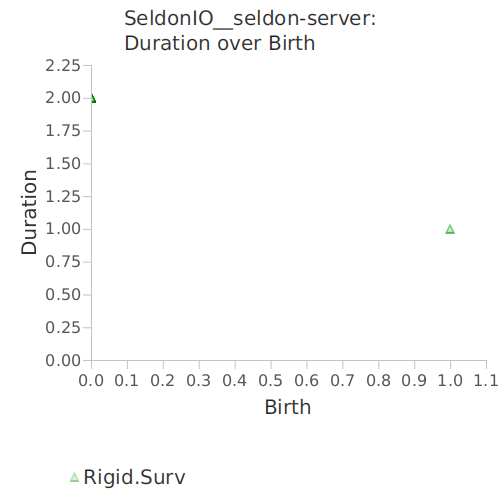 SeldonIO__seldon-server:
Duration over Birth
2.25
2.00
1.75
1.50
1.25
1.00
0.75
0.50
0.25
0.00
Duration
0.0 0.1 0.2 0.3 0.4 0.5 0.6 0.7 0.8 0.9 1.0 1.1
Birth
Rigid.Surv